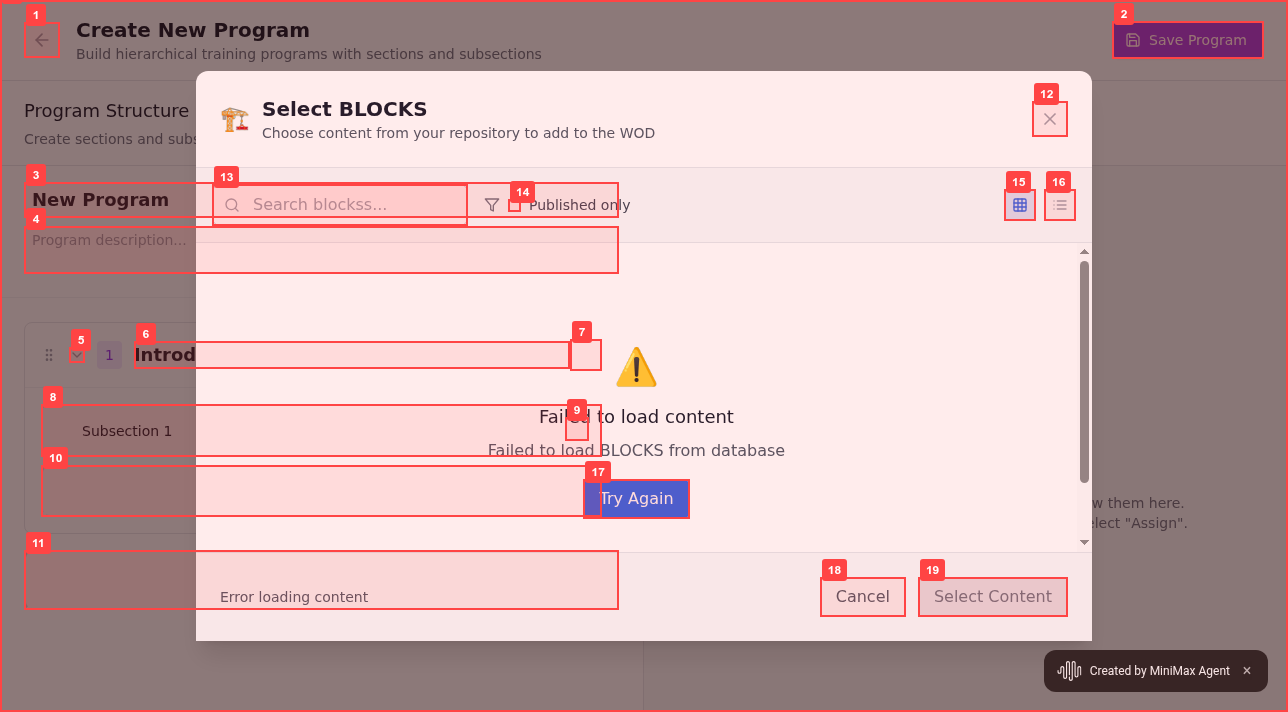 1
Create New Program
Build hierarchical training programs with sections and subsections
2
Save Program
Program Structure
Create sections and subs
Select BLOCKS
Choose content from your repository to add to the WOD
12
3
New Program
4
Program description...
13
Search blockss...
14
Published only
15
16
5
1
6
Introd
7
8
Subsection 1
9
Failed to load content
Failed to load BLOCKS from database
10
17
Try Again
w them here.
elect "Assign".
11
Error loading content
18
Cancel
19
Select Content
Created by MiniMax Agent